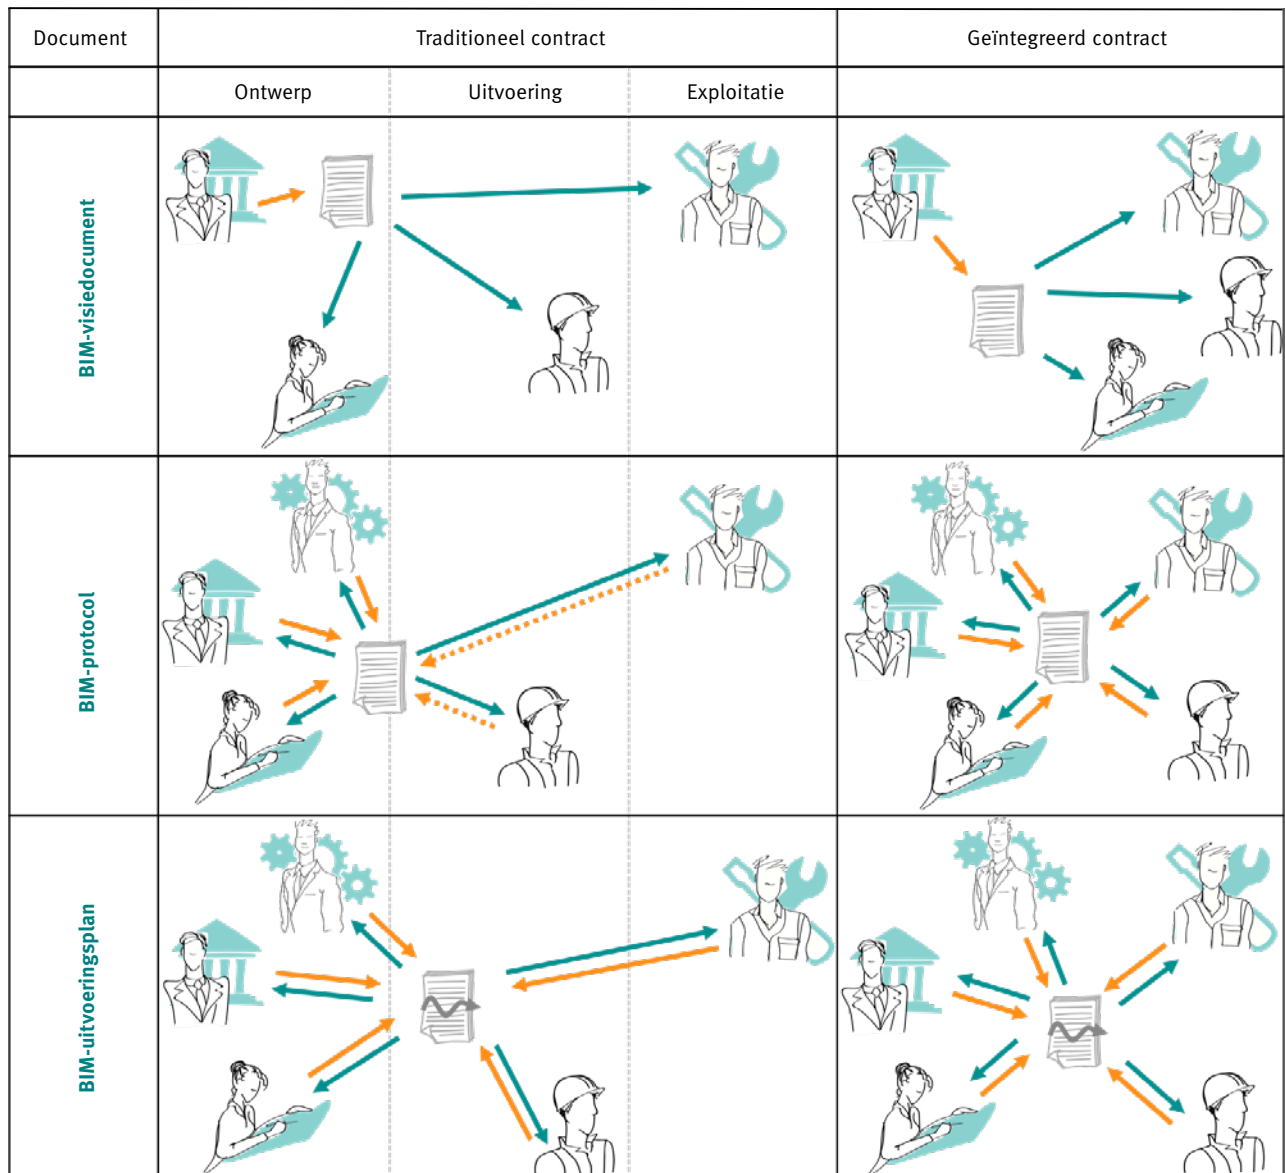 Document
Traditioneel contract
Geïntegreerd contract
Ontwerp
Uitvoering
Exploitatie
BIM-visiedocument
BIM-protocol
BIM-uitvoeringsplan